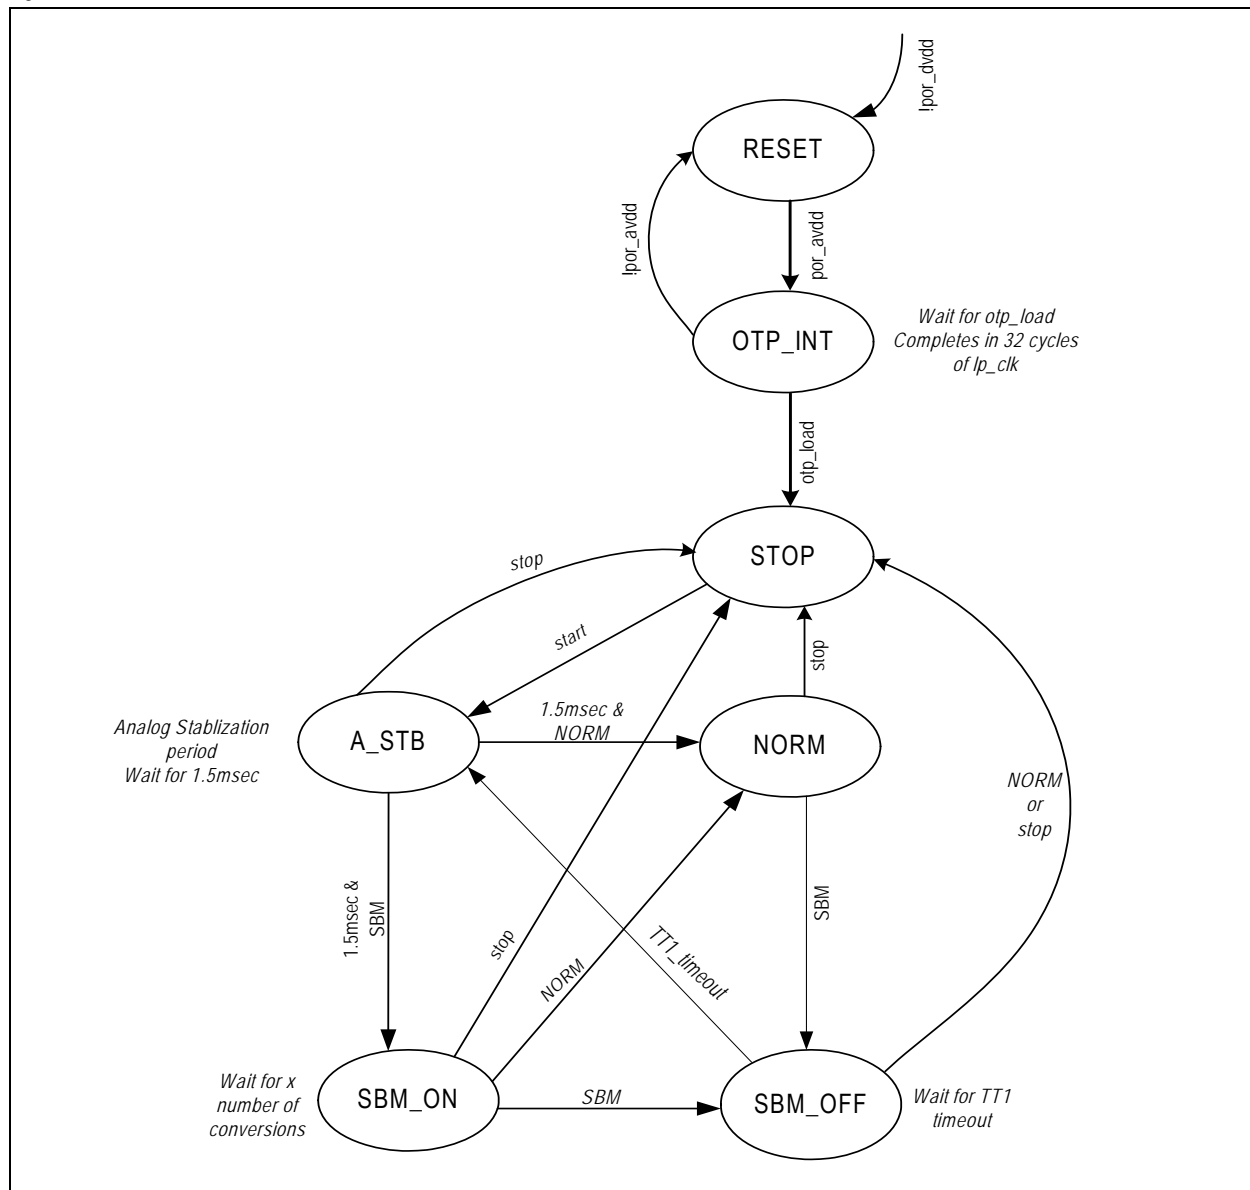 !por_dvpp
RESET
!por_avdd
por_avdd
OTP_INT
Wait for otp_load
Completes in 32 cycles
of lp_clk
otp_load
STOP
stop
start
stop
Analog Stablization
period
Wait for 1.5msec
A_STB
1.5msec &
NORM
NORM
NORM
or
stop
1.5msec &
SBM
stop
NORM
TT1_timeout
SBM
Wait for x
number of
conversions
SBM_ON
SBM
SBM_OFF
Wait for TT1
timeout